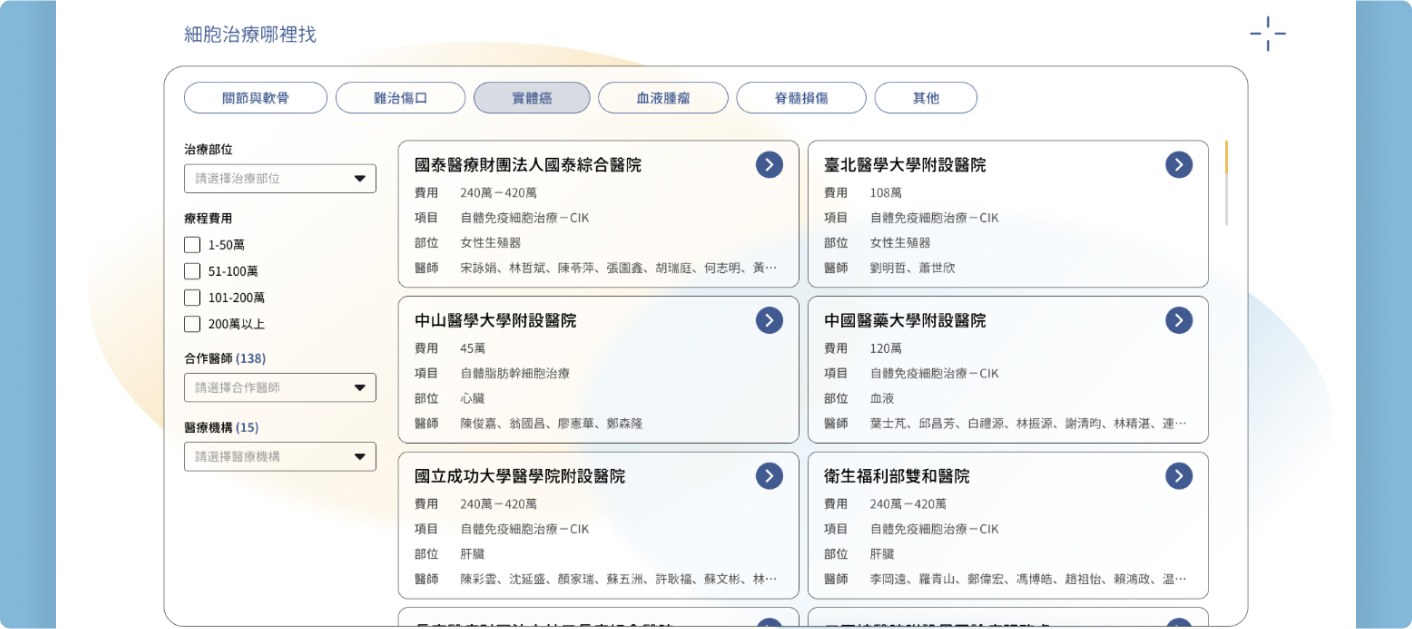 細胞治療哪裡找
關節與軟骨
難治傷口
實體癌
血液腫瘤
脊髓損傷
其他
治療部位
請選擇治療部位
療程費用
1-50萬
51-100萬
101-200萬
200萬以上
合作醫師 (138)
請選擇合作醫師
醫療機構 (15)
請選擇醫療機構
國泰醫療財團法人國泰綜合醫院
費用 240萬－420萬
項目 自體免疫細胞治療－CIK
部位 女性生殖器
醫師 宋詠娟、林哲斌、陳苓萍、張圖鑫、胡瑞庭、何志明、黃…
臺北醫學大學附設醫院
費用 108萬
項目 自體免疫細胞治療－CIK
部位 女性生殖器
醫師 劉明哲、蕭世欣
中山醫學大學附設醫院
費用 45萬
項目 自體脂肪幹細胞治療
部位 心臟
醫師 陳俊嘉、翁國昌、廖憲華、鄭森隆
中國醫藥大學附設醫院
費用 120萬
項目 自體免疫細胞治療－CIK
部位 血液
醫師 葉士芃、邱昌芳、白禮源、林振源、謝清昀、林精湛、連…
國立成功大學醫學院附設醫院
費用 240萬－420萬
項目 自體免疫細胞治療－CIK
部位 肝臟
醫師 陳彩雲、沈延盛、顏家瑞、蘇五洲、許耿福、蘇文彬、林…
衛生福利部雙和醫院
費用 240萬－420萬
項目 自體免疫細胞治療－CIK
部位 肝臟
醫師 李岡遠、羅青山、鄭偉宏、馮博皓、趙祖怡、賴鴻政、温…